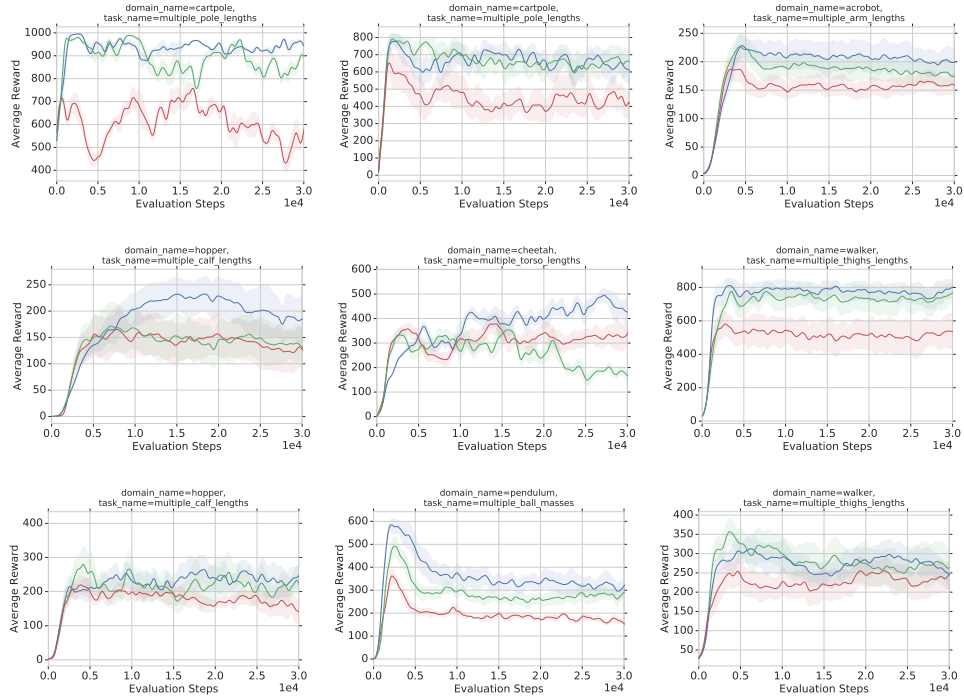 domain_name=cartpole,
task_name=multiple_pole_lengths
1000
900
800
700
600
500
400
Average Reward
0.0 0.5 1.0 1.5 2.0 2.5 3.0
Evaluation Steps
1e4
domain_name=cartpole,
task_name=multiple_pole_lengths
800
700
600
500
400
300
200
100
0
Average Reward
0.0 0.5 1.0 1.5 2.0 2.5 3.0
Evaluation Steps
1e4
domain_name=acrobot,
task_name=multiple_arm_lengths
250
200
150
100
50
0
Average Reward
0.0 0.5 1.0 1.5 2.0 2.5 3.0
Evaluation Steps
1e4
domain_name=hopper,
task_name=multiple_calf_lengths
250
200
150
100
50
0
Average Reward
0.0 0.5 1.0 1.5 2.0 2.5 3.0
Evaluation Steps
1e4
domain_name=cheetah,
task_name=multiple_torso_lengths
600
500
400
300
200
100
0
Average Reward
0.0 0.5 1.0 1.5 2.0 2.5 3.0
Evaluation Steps
1e4
domain_name=walker,
task_name=multiple_thighs_lengths
800
600
400
200
0
Average Reward
0.0 0.5 1.0 1.5 2.0 2.5 3.0
Evaluation Steps
1e4
domain_name=hopper,
task_name=multiple_calf_lengths
400
300
200
100
0
Average Reward
0.0 0.5 1.0 1.5 2.0 2.5 3.0
Evaluation Steps
1e4
domain_name=pendulum,
task_name=multiple_ball_masses
600
500
400
300
200
100
0
Average Reward
0.0 0.5 1.0 1.5 2.0 2.5 3.0
Evaluation Steps
1e4
domain_name=walker,
task_name=multiple_thighs_lengths
400
350
300
250
200
150
100
50
Average Reward
0.0 0.5 1.0 1.5 2.0 2.5 3.0
Evaluation Steps
1e4